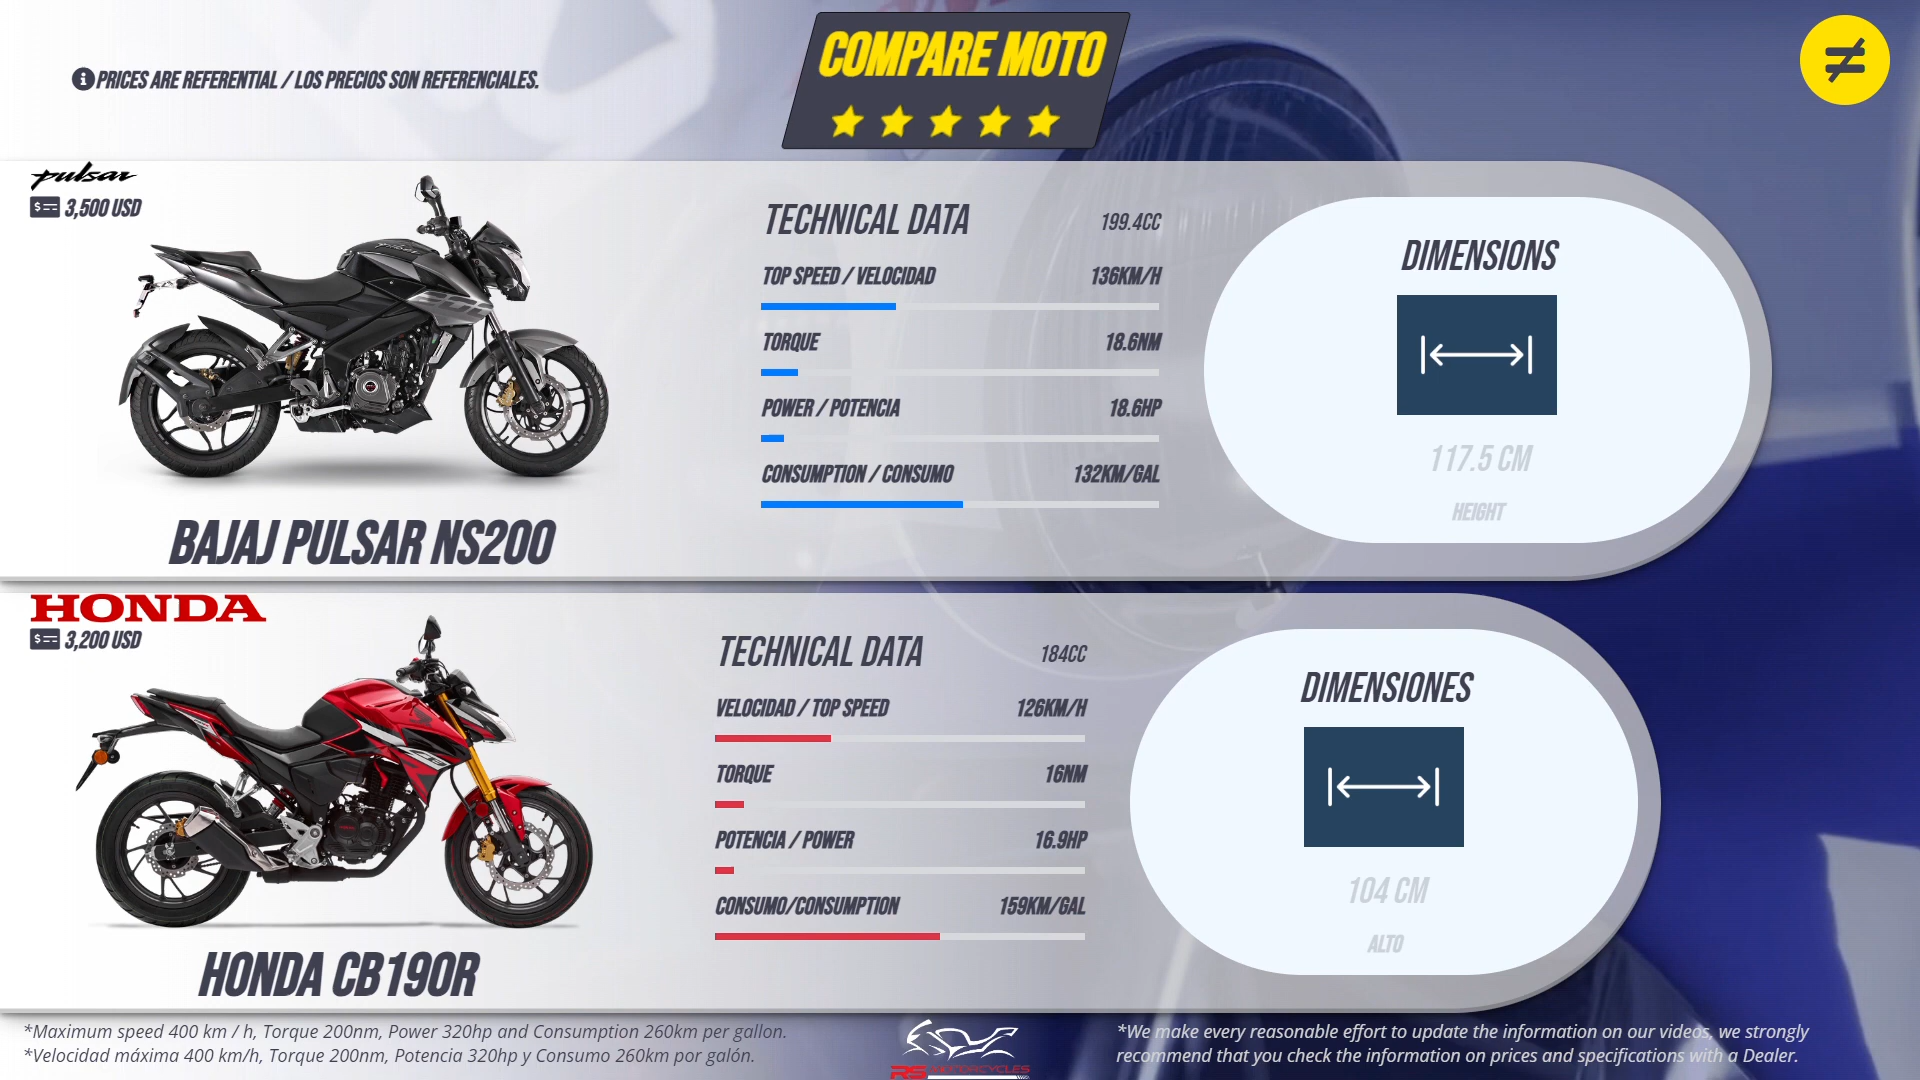 COMPARE MOTO
PRICES ARE REFERENTIAL / LOS PRECIOS SON REFERENCIALES.
pulsar
3,500 USD
TECHNICAL DATA 199.4CC
TOP SPEED / VELOCIDAD 136KM/H
TORQUE 18.6NM
POWER / POTENCIA 18.6HP
CONSUMPTION / CONSUMO 132KM/GAL
DIMENSIONS
117.5 CM
HEIGHT
BAJAJ PULSAR NS200
HONDA
3,200 USD
TECHNICAL DATA 184CC
VELOCIDAD / TOP SPEED 126KM/H
TORQUE 16NM
POTENCIA / POWER 16.9HP
CONSUMO/CONSUMPTION 159KM/GAL
DIMENSIONES
104 CM
ALTO
HONDA CB190R
*Maximum speed 400 km / h, Torque 200nm, Power 320hp and Consumption 260km per gallon.
*Velocidad máxima 400 km/h, Torque 200nm, Potencia 320hp y Consumo 260km por galón.
RS MOTORCYCLES
*We make every reasonable effort to update the information on our videos, we strongly
recommend that you check the information on prices and specifications with a Dealer.